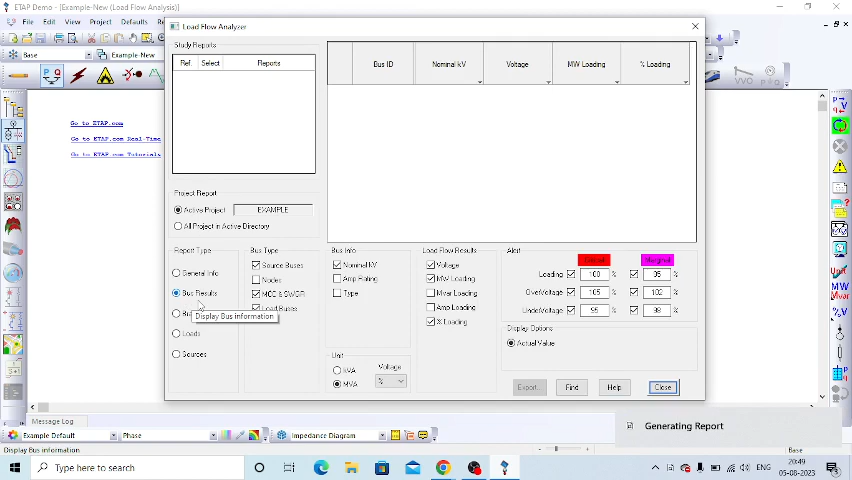 ETAP Demo - Example-New (Load Flow Analysis)
File Edit View Project Defaults
Load Flow Analyzer
Base
Example-New
Study Reports
Ref. Select Reports
Bus ID Nominal kV Voltage MW Loading % Loading
Go to ETAP.com
Go to ETAP.com Real-Time
Go to ETAP.com Tutorials
VVO
Project Report
Active Project EXAMPLE
All Project in Active Directory
Report Type
General Info
Bus Results
Loads
Sources
Display Bus information
Bus Type
Source Buses
Nodes
MCC & SWGR
Load Buses
Bus Info
Nominal kV
Amp Rating
Type
Unit
kVA
MVA
Voltage
%
Load Flow Results
Voltage
MW Loading
Mvar Loading
Amp Loading
% Loading
Alert
Critical Marginal
Loading 100 % 95 %
OverVoltage 105 % 102 %
UnderVoltage 95 % 98 %
Display Options
Actual Value
Export... Find Help Close
Message Log
Generating Report
Example Default
Phase
Impedance Diagram
Display Bus information
Base
Type here to search
ENG
20:49
05-08-2023
3